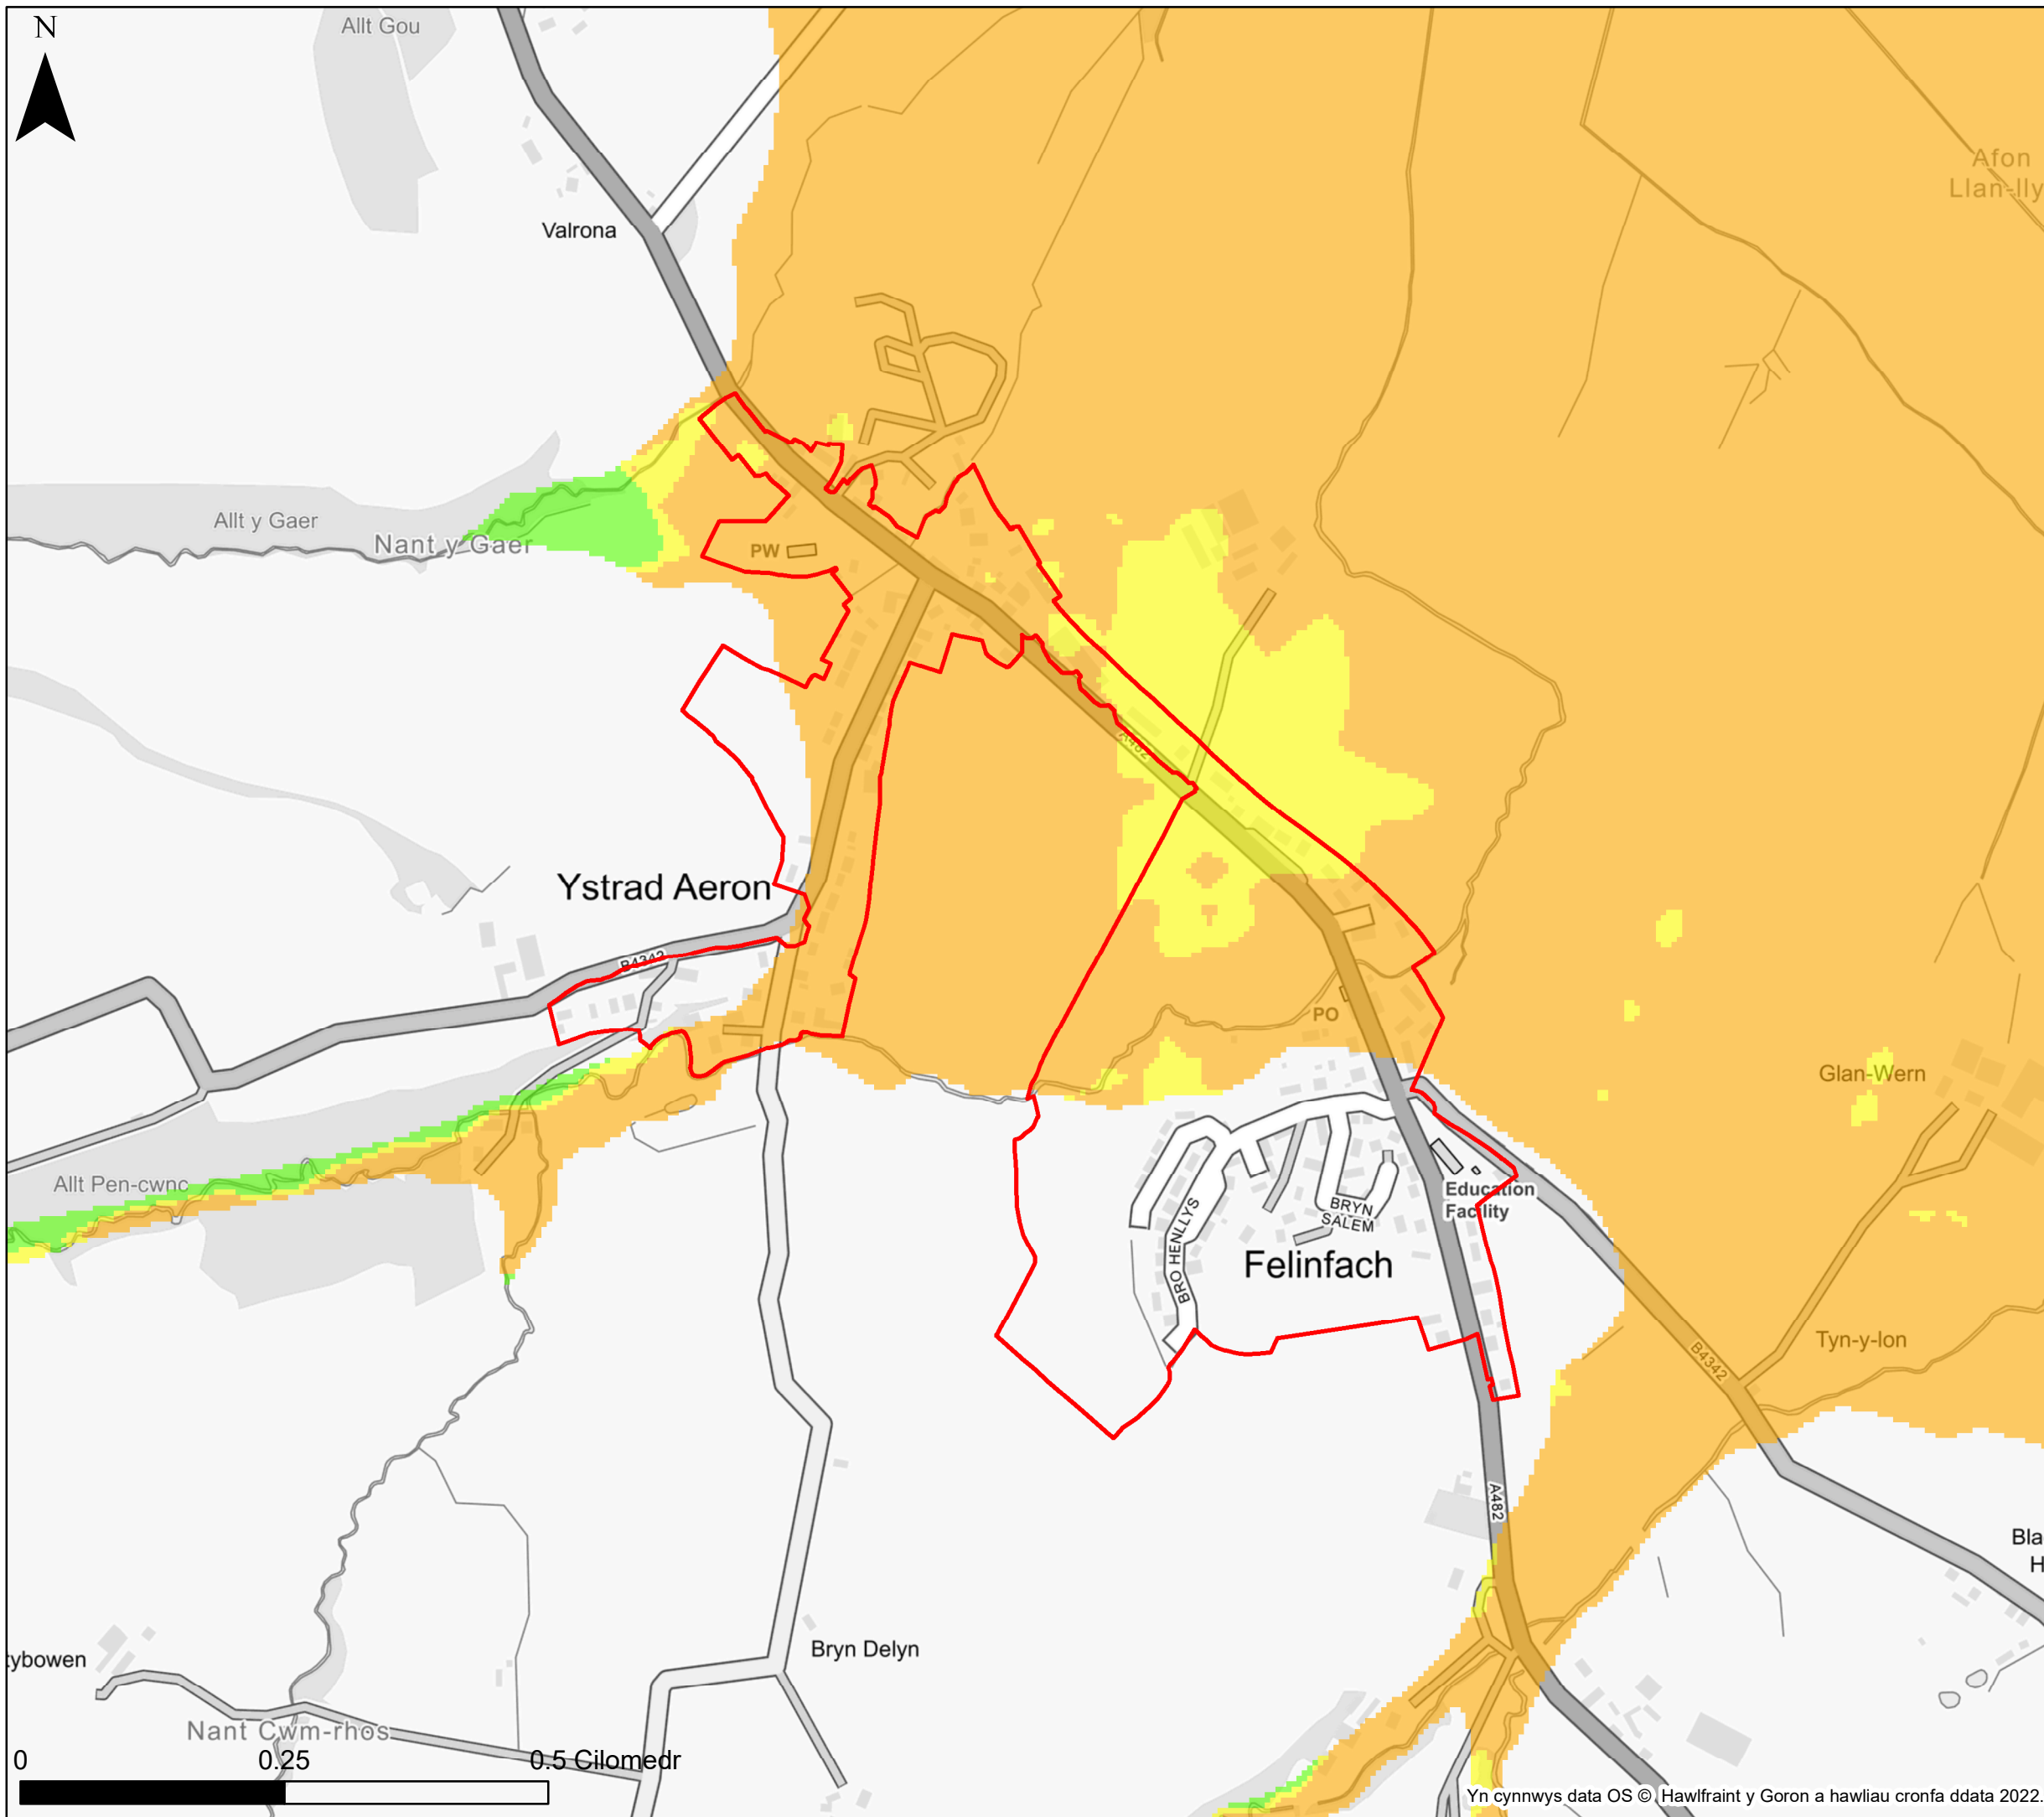 N
Allt Gou
Afon
Llan-lly
Valrona
Allt y Gaer
Nant y Gaer
PW
A482
Ystrad Aeron
B4342
PO
Glan-Wern
Allt Pen-cwnc
Education
Facility
BRYN
SALEM
BRO HENLLYS
Felinfach
Tyn-y-lon
B4342
A482
Bla
H
tybowen
Bryn Delyn
Nant Cwm-rhos
0 0.25 0.5 Cilomedr
Yn cynnwys data OS © Hawlfraint y Goron a hawliau cronfa ddata 2022